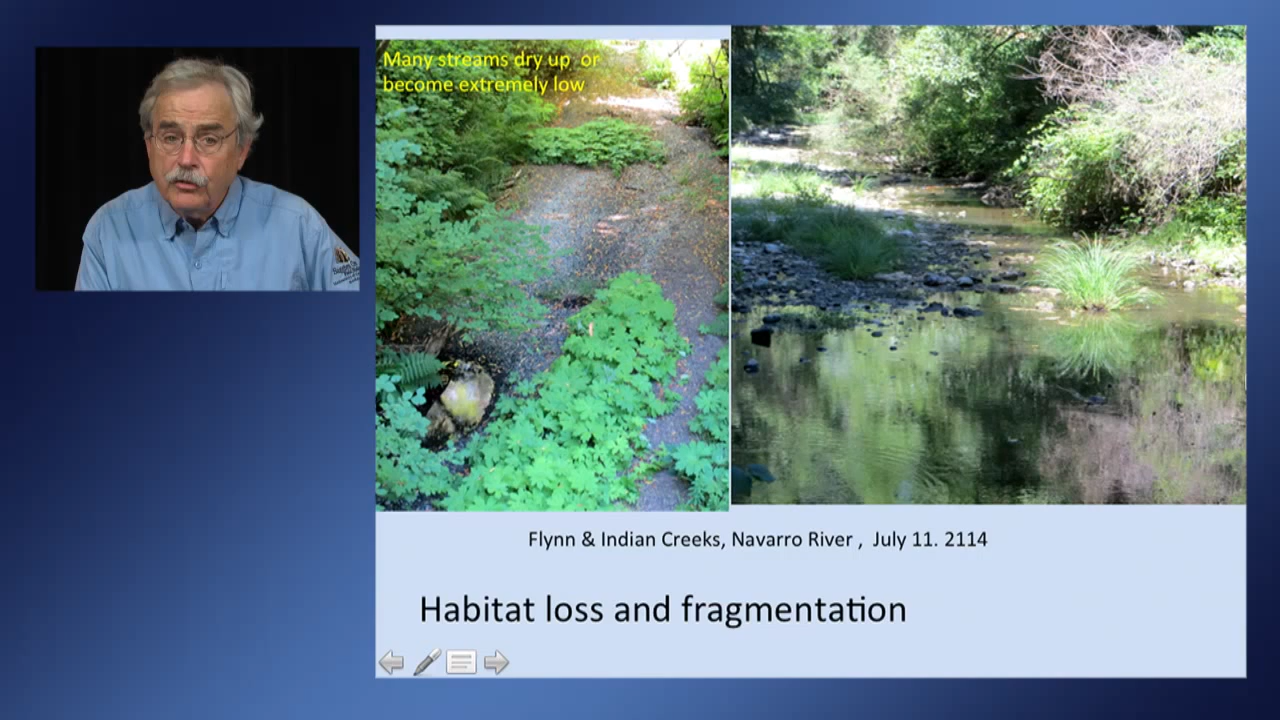 Many streams dry up or
become extremely low
Flynn & Indian Creeks, Navarro River , July 11. 2114
Habitat loss and fragmentation